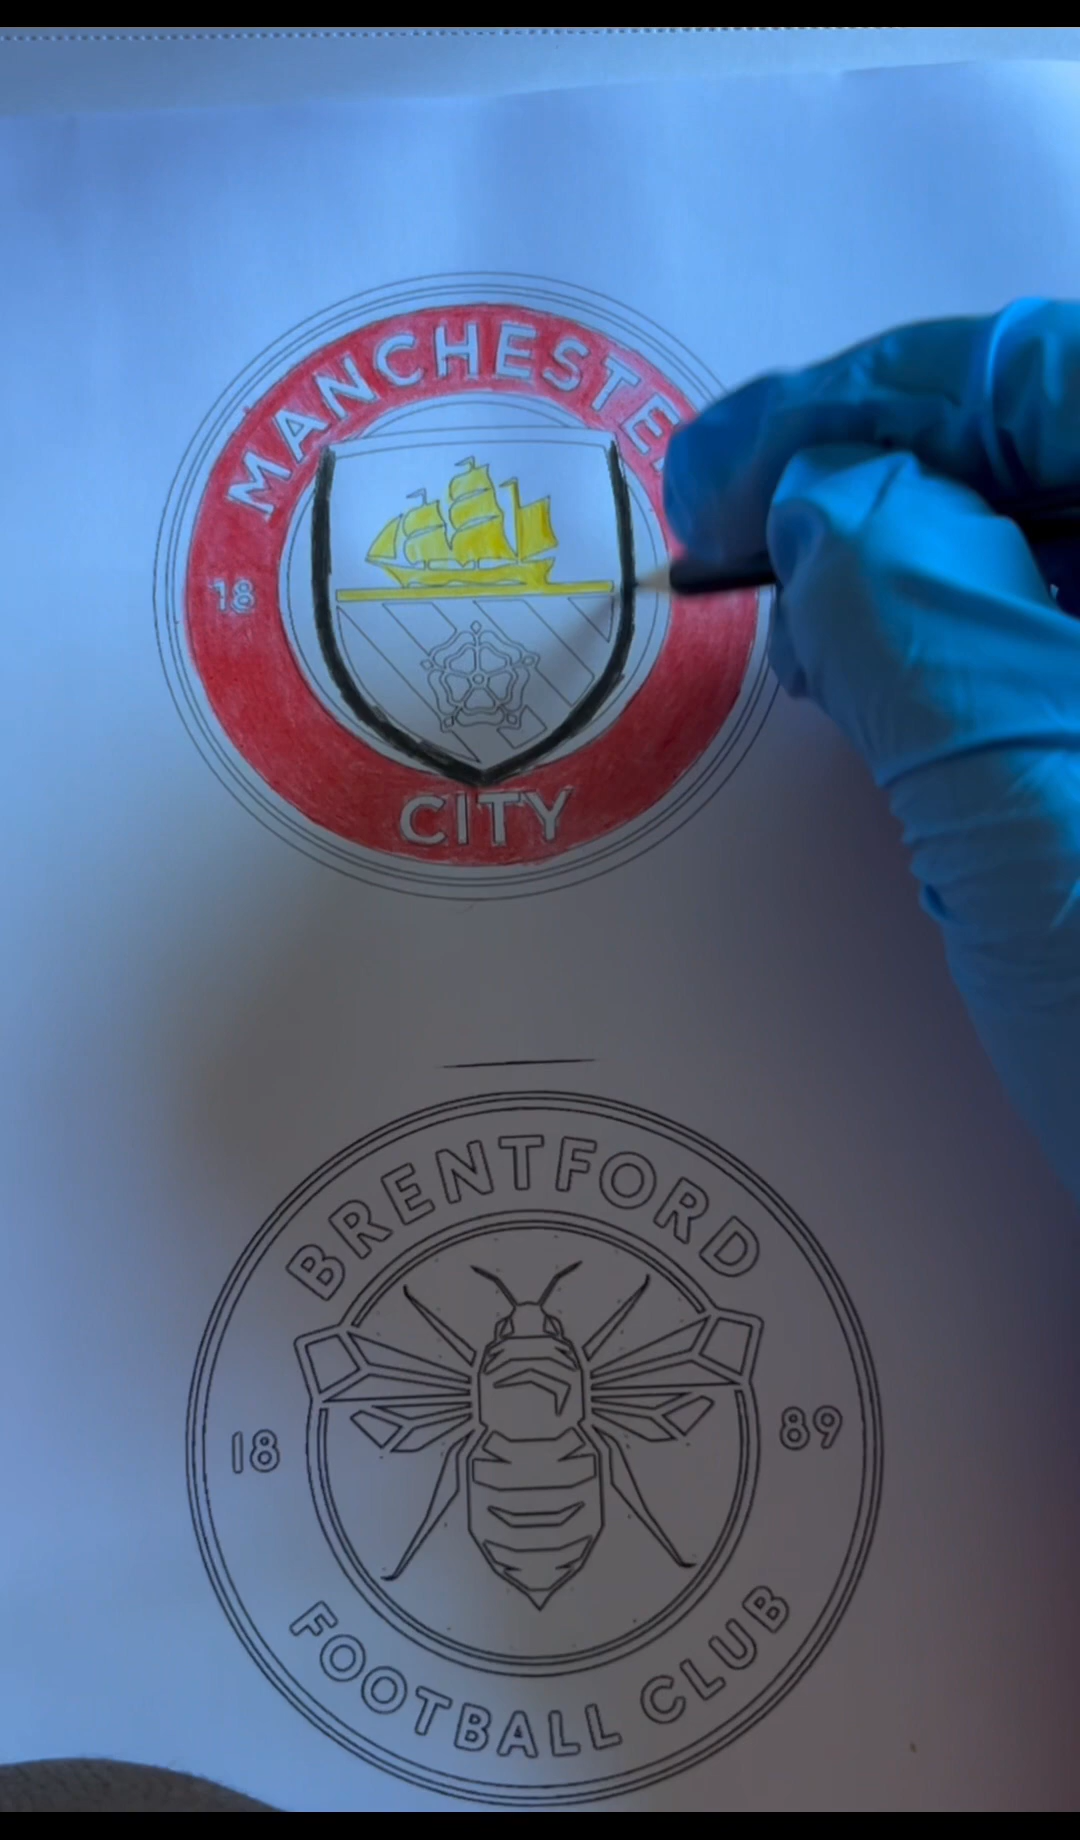 MANCHESTE
18
CITY
BRENTFORD
18 89
FOOTBALL CLUB